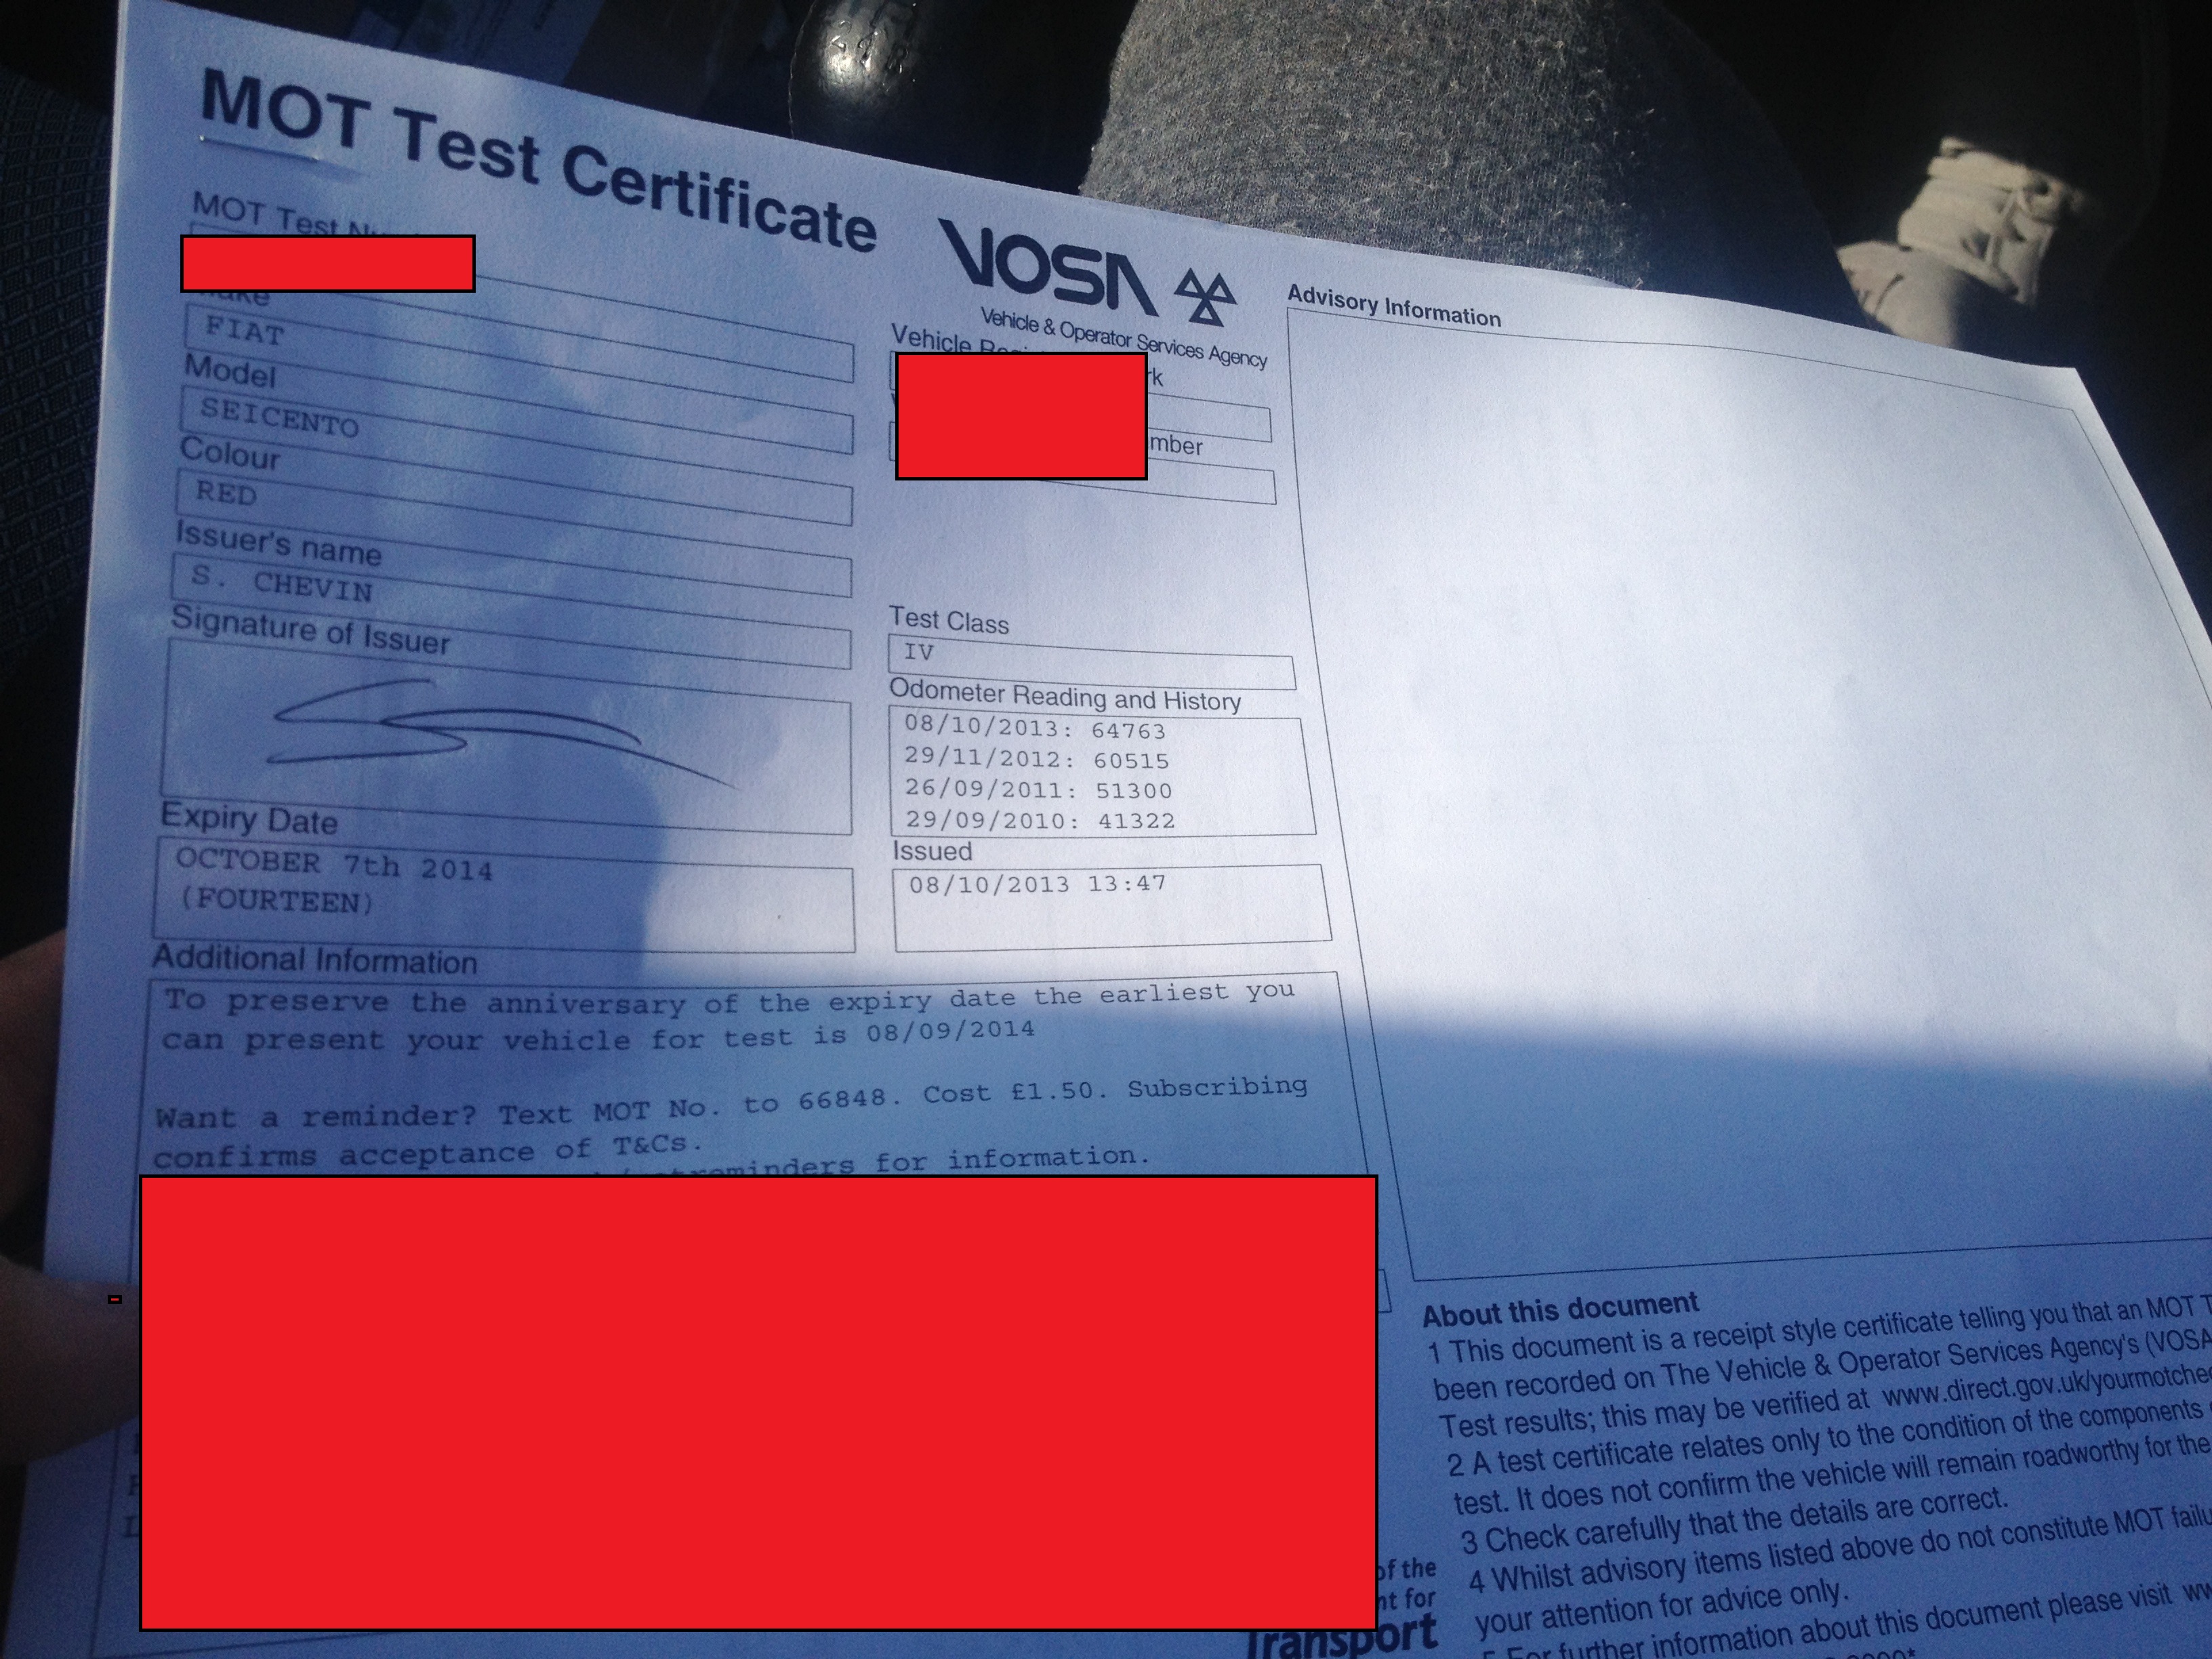 MOT Test Certificate
VOSA
Vehicle & Operator Services Agency
MOT Test
Make
FIAT
Model
SEICENTO
Colour
RED
Issuer's name
S. CHEVIN
Signature of Issuer
Expiry Date
OCTOBER 7th 2014
(FOURTEEN)
Vehicle
rk
mber
Test Class
IV
Odometer Reading and History
08/10/2013: 64763
29/11/2012: 60515
26/09/2011: 51300
29/09/2010: 41322
Issued
08/10/2013 13:47
Additional Information
To preserve the anniversary of the expiry date the earliest you
can present your vehicle for test is 08/09/2014
Want a reminder? Text MOT No. to 66848. Cost £1.50. Subscribing
confirms acceptance of T&Cs.
reminders for information.
of the
nt for
Transport
Advisory Information
About this document
1 This document is a receipt style certificate telling you that an MOT T
been recorded on The Vehicle & Operator Services Agency's (VOSA
Test results; this may be verified at www.direct.gov.uk/yourmotche
2 A test certificate relates only to the condition of the components
test. It does not confirm the vehicle will remain roadworthy for the
3 Check carefully that the details are correct.
4 Whilst advisory items listed above do not constitute MOT failu
your attention for advice only.
5 For further information about this document please visit ww